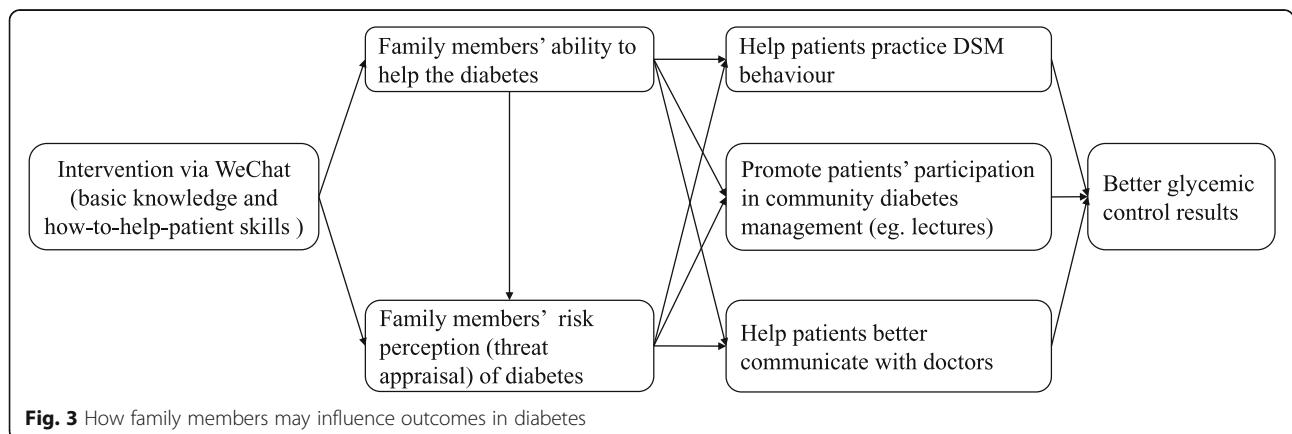 Family members' ability to
help the diabetes
Help patients practice DSM
behaviour
Intervention via WeChat
(basic knowledge and
how-to-help-patient skills )
Promote patients' participation
in community diabetes
management (eg. lectures)
Better glycemic
control results
Family members' risk
perception (threat
appraisal) of diabetes
Help patients better
communicate with doctors
Fig. 3 How family members may influence outcomes in diabetes